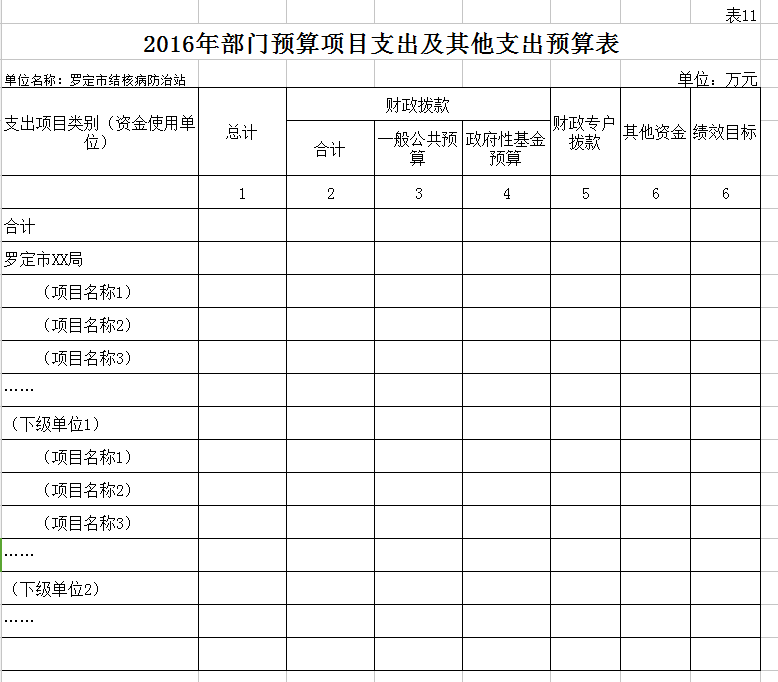 表11
2016年部门预算项目支出及其他支出预算表
单位名称：罗定市结核病防治站
单位：万元
支出项目类别（资金使用单
位）
总计
财政拨款
合计
一般公共预
算
政府性基金
预算
财政专户
拨款
其他资金
绩效目标
1
2
3
4
5
6
6
合计
罗定市XX局
（项目名称1）
（项目名称2）
（项目名称3）
……
（下级单位1）
（项目名称1）
（项目名称2）
（项目名称3）
……
（下级单位2）
……